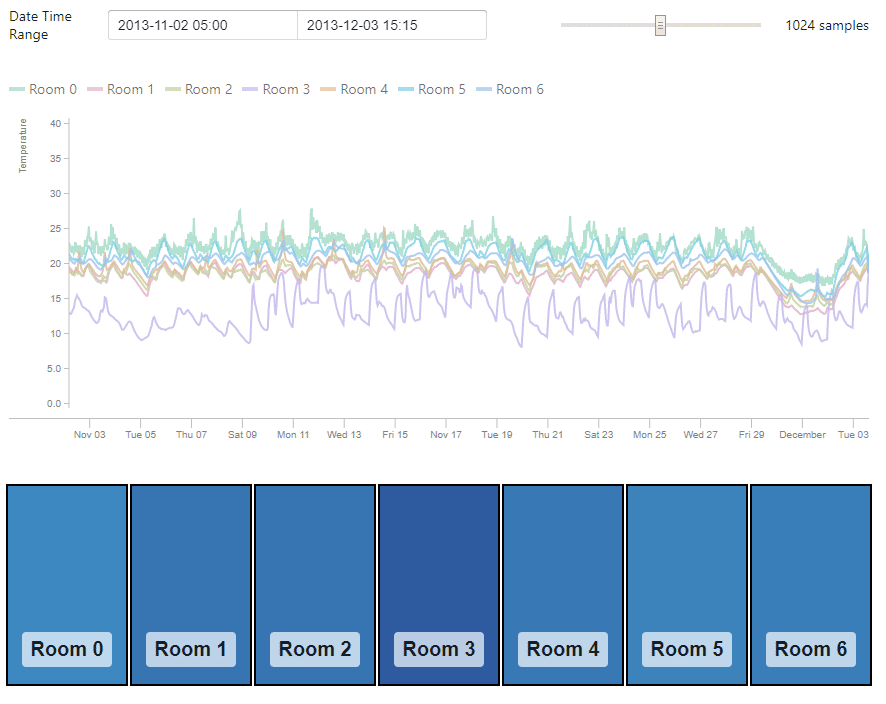 Date Time
Range
2013-11-02 05:00
2013-12-03 15:15
1024 samples
Room 0
Room 1
Room 2
Room 3
Room 4
Room 5
Room 6
Temperature
40
35
30
25
20
15
10
5.0
0.0
Nov 03
Tue 05
Thu 07
Sat 09
Mon 11
Wed 13
Fri 15
Nov 17
Tue 19
Thu 21
Sat 23
Mon 25
Wed 27
Fri 29
December
Tue 03
Room 0
Room 1
Room 2
Room 3
Room 4
Room 5
Room 6